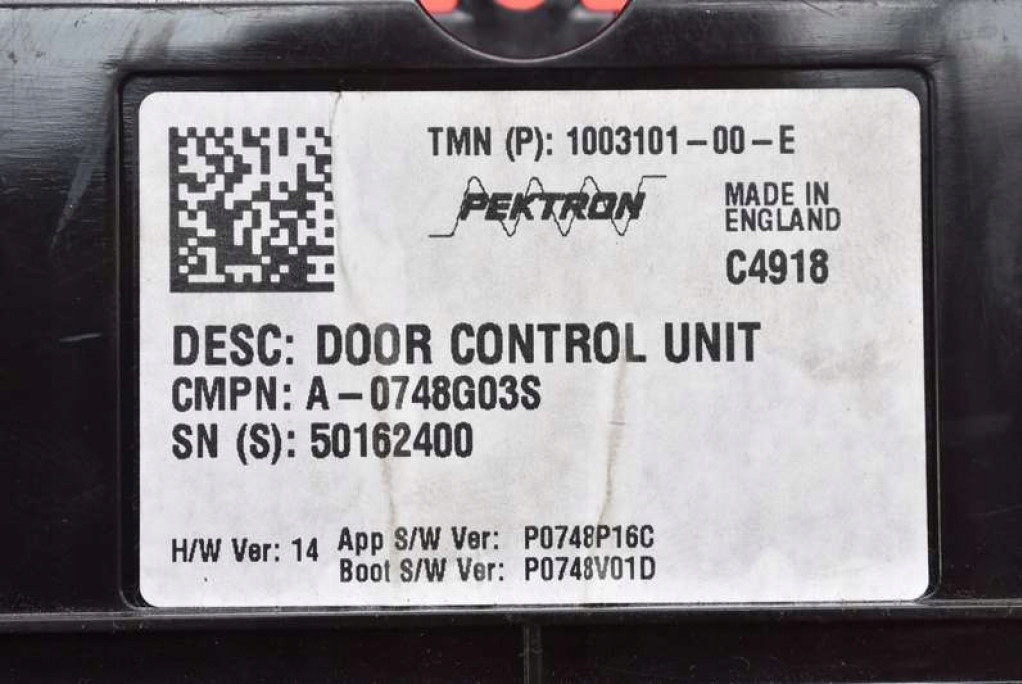 TMN (P): 1003101-00-E
PEKTRON
MADE IN
ENGLAND
C4918
DESC: DOOR CONTROL UNIT
CMPN: A-0748G03S
SN (S): 50162400
H/W Ver: 14
App S/W Ver: P0748P16C
Boot S/W Ver: P0748V01D